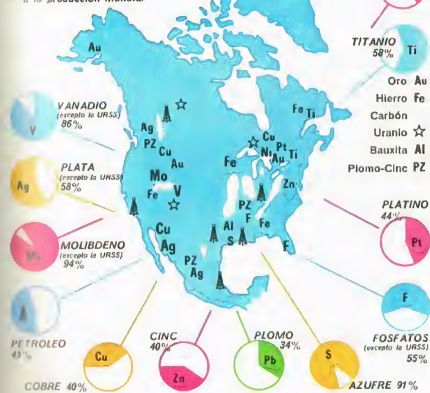 a la producción mundial
TITANIO
58%
Ti
Oro Au
Hierro Fe
Carbón
Uranio ☆
Bauxita Al
Plomo-Cinc PZ
VANADIO
(excepto la URSS)
86%
V
PLATA
(excepto la URSS)
58%
Ag
MOLIBDENO
(excepto la URSS)
94%
Mo
PETROLEO
COBRE 40%
Cu
CINC
40%
Zn
PLOMO
34%
Pb
AZUFRE 91%
S
FOSFATOS
(excepto la URSS)
55%
F
PLATINO
44%
Pt
Au
Ag
PZ
Cu
Au
Mo
Fe V
Cu
Ag
PZ
Ag
Fe
Cu
Ni Au Pt Ti
Fe Ti
Zn
PZ
F
Fe
Al
S
F